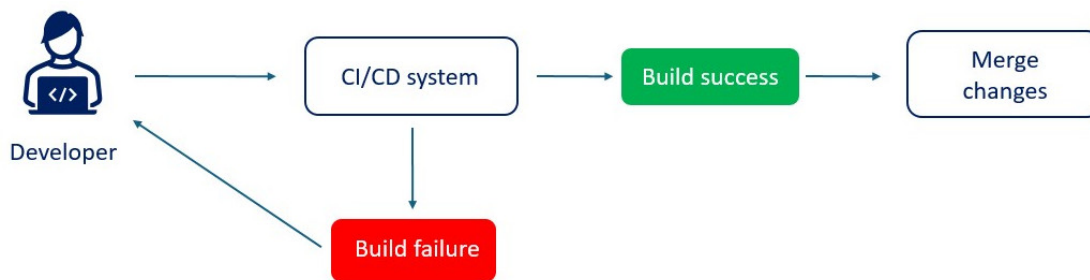 </>
Developer
CI/CD system
Build success
Merge
changes
Build failure